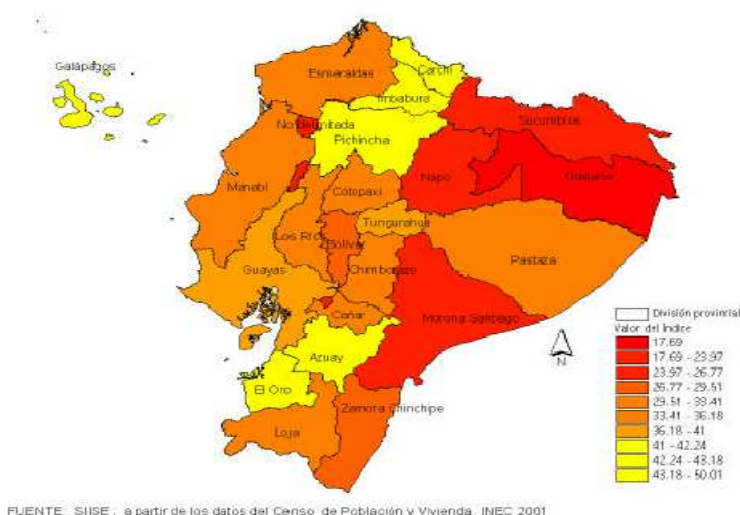 Galápagos
Esmeraldas
Carchi
Imbabura
No delimitada
Pichincha
Sucumbíos
Manabí
Cotopaxi
Napo
Orellana
Tungurahua
Los Ríos
Bolívar
Guayas
Chimborazo
Pastaza
Cañar
Morona Santiago
Azuay
El Oro
Zamora Chinchipe
Loja
N
División provincial
Valor del Índice
17.69
17.69 - 23.97
23.97 - 26.77
26.77 - 29.51
29.51 - 33.41
33.41 - 36.18
36.18 - 41
41 - 42.24
42.24 - 43.18
43.18 - 50.01
FUENTE: SIISE; a partir de los datos del Censo de Población y Vivienda. INEC 2001